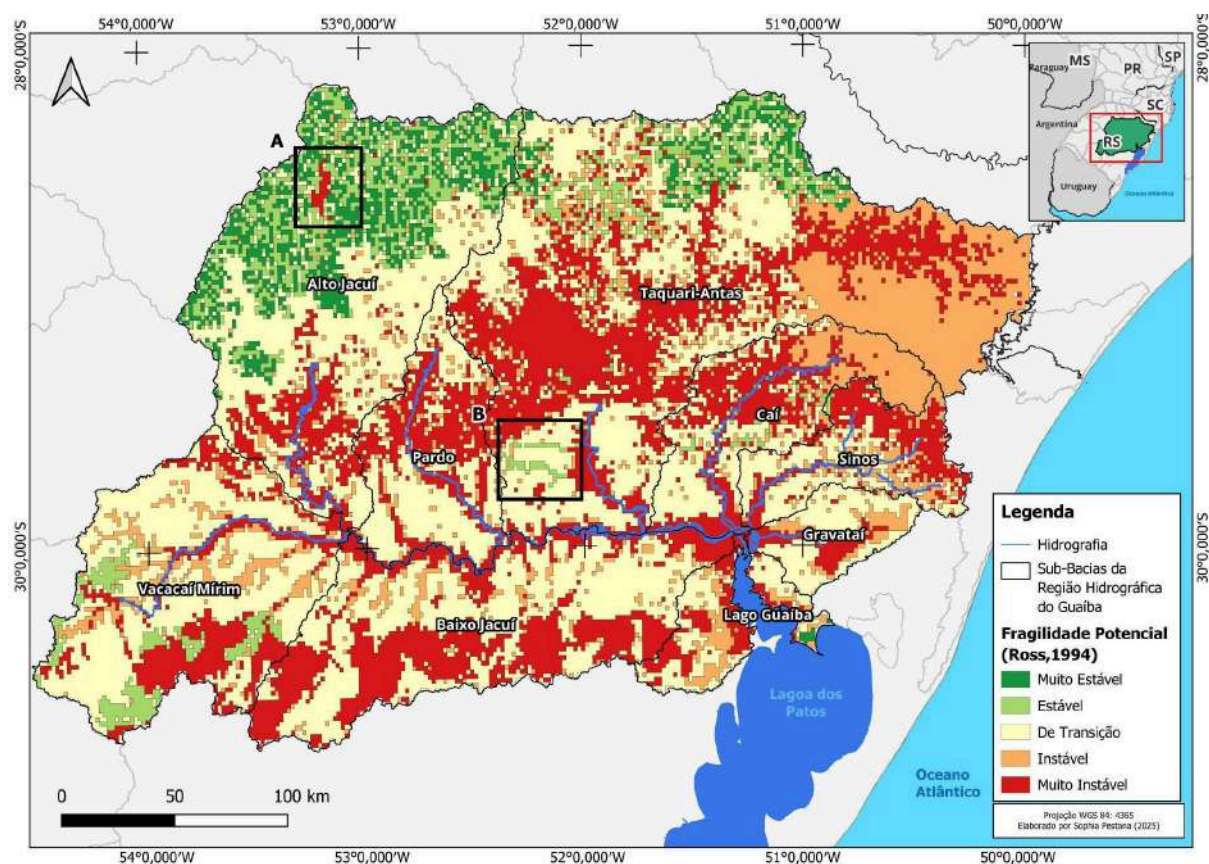 54°0,000'W 53°0,000'W 52°0,000'W 51°0,000'W 50°0,000'W
28°0,000'S
28°0,000'S
MS
SP
Paraguay
PR
SC
Argentina
RS
Uruguay
Oceano Atlântico
A
Alto Jacuí
Taquari-Antas
B
Caí
Pardo
Sinos
Gravataí
30°0,000'S
30°0,000'S
Vacacaí Mírim
Baixo Jacuí
Lago Guaíba
Lagoa dos
Patos
Oceano
Atlântico
Legenda
Hidrografia
Sub-Bacias da
Região Hidrográfica
do Guaíba
Fragilidade Potencial
(Ross,1994)
Muito Estável
Estável
De Transição
Instável
Muito Instável
Projeção WGS 84: 4365
Elaborado por Sophia Pestana (2025)
0 50 100 km
54°0,000'W 53°0,000'W 52°0,000'W 51°0,000'W 50°0,000'W